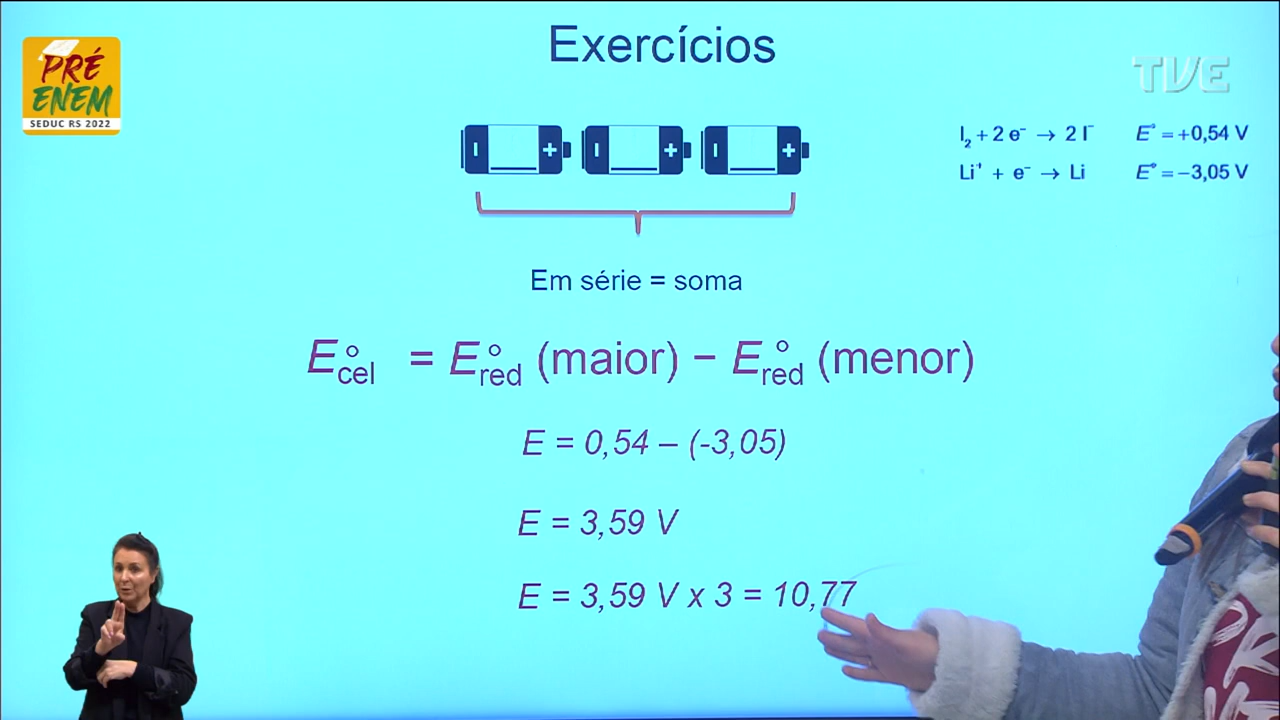 Exercícios
PRÉ
ENEM
SEDUC RS 2022
TVE
I₂ + 2 e⁻ → 2 I⁻ E° = +0,54 V
Li⁺ + e⁻ → Li E° = −3,05 V
Em série = soma
E°cel = E°red (maior) − E°red (menor)
E = 0,54 – (-3,05)
E = 3,59 V
E = 3,59 V x 3 = 10,77